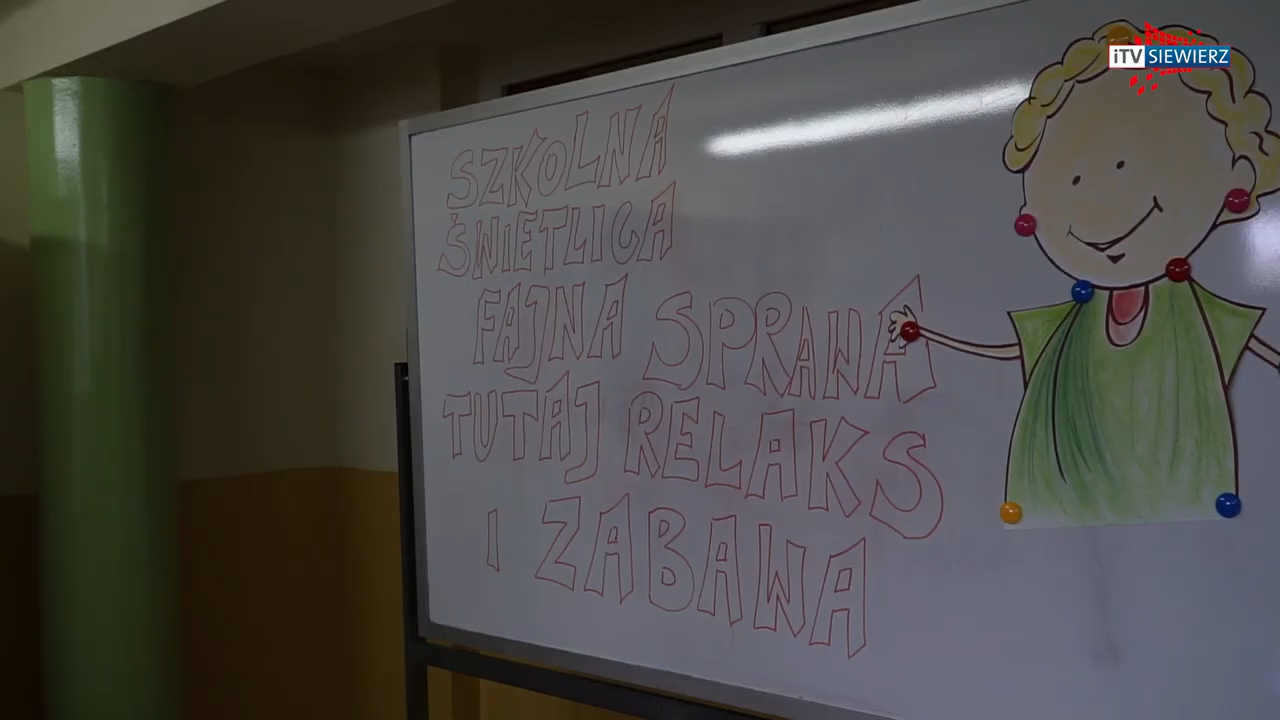 iTV SIEWIERZ
SZKOLNA
ŚWIETLICA
FAJNA SPRAWA
TUTAJ RELAKS
I ZABAWA